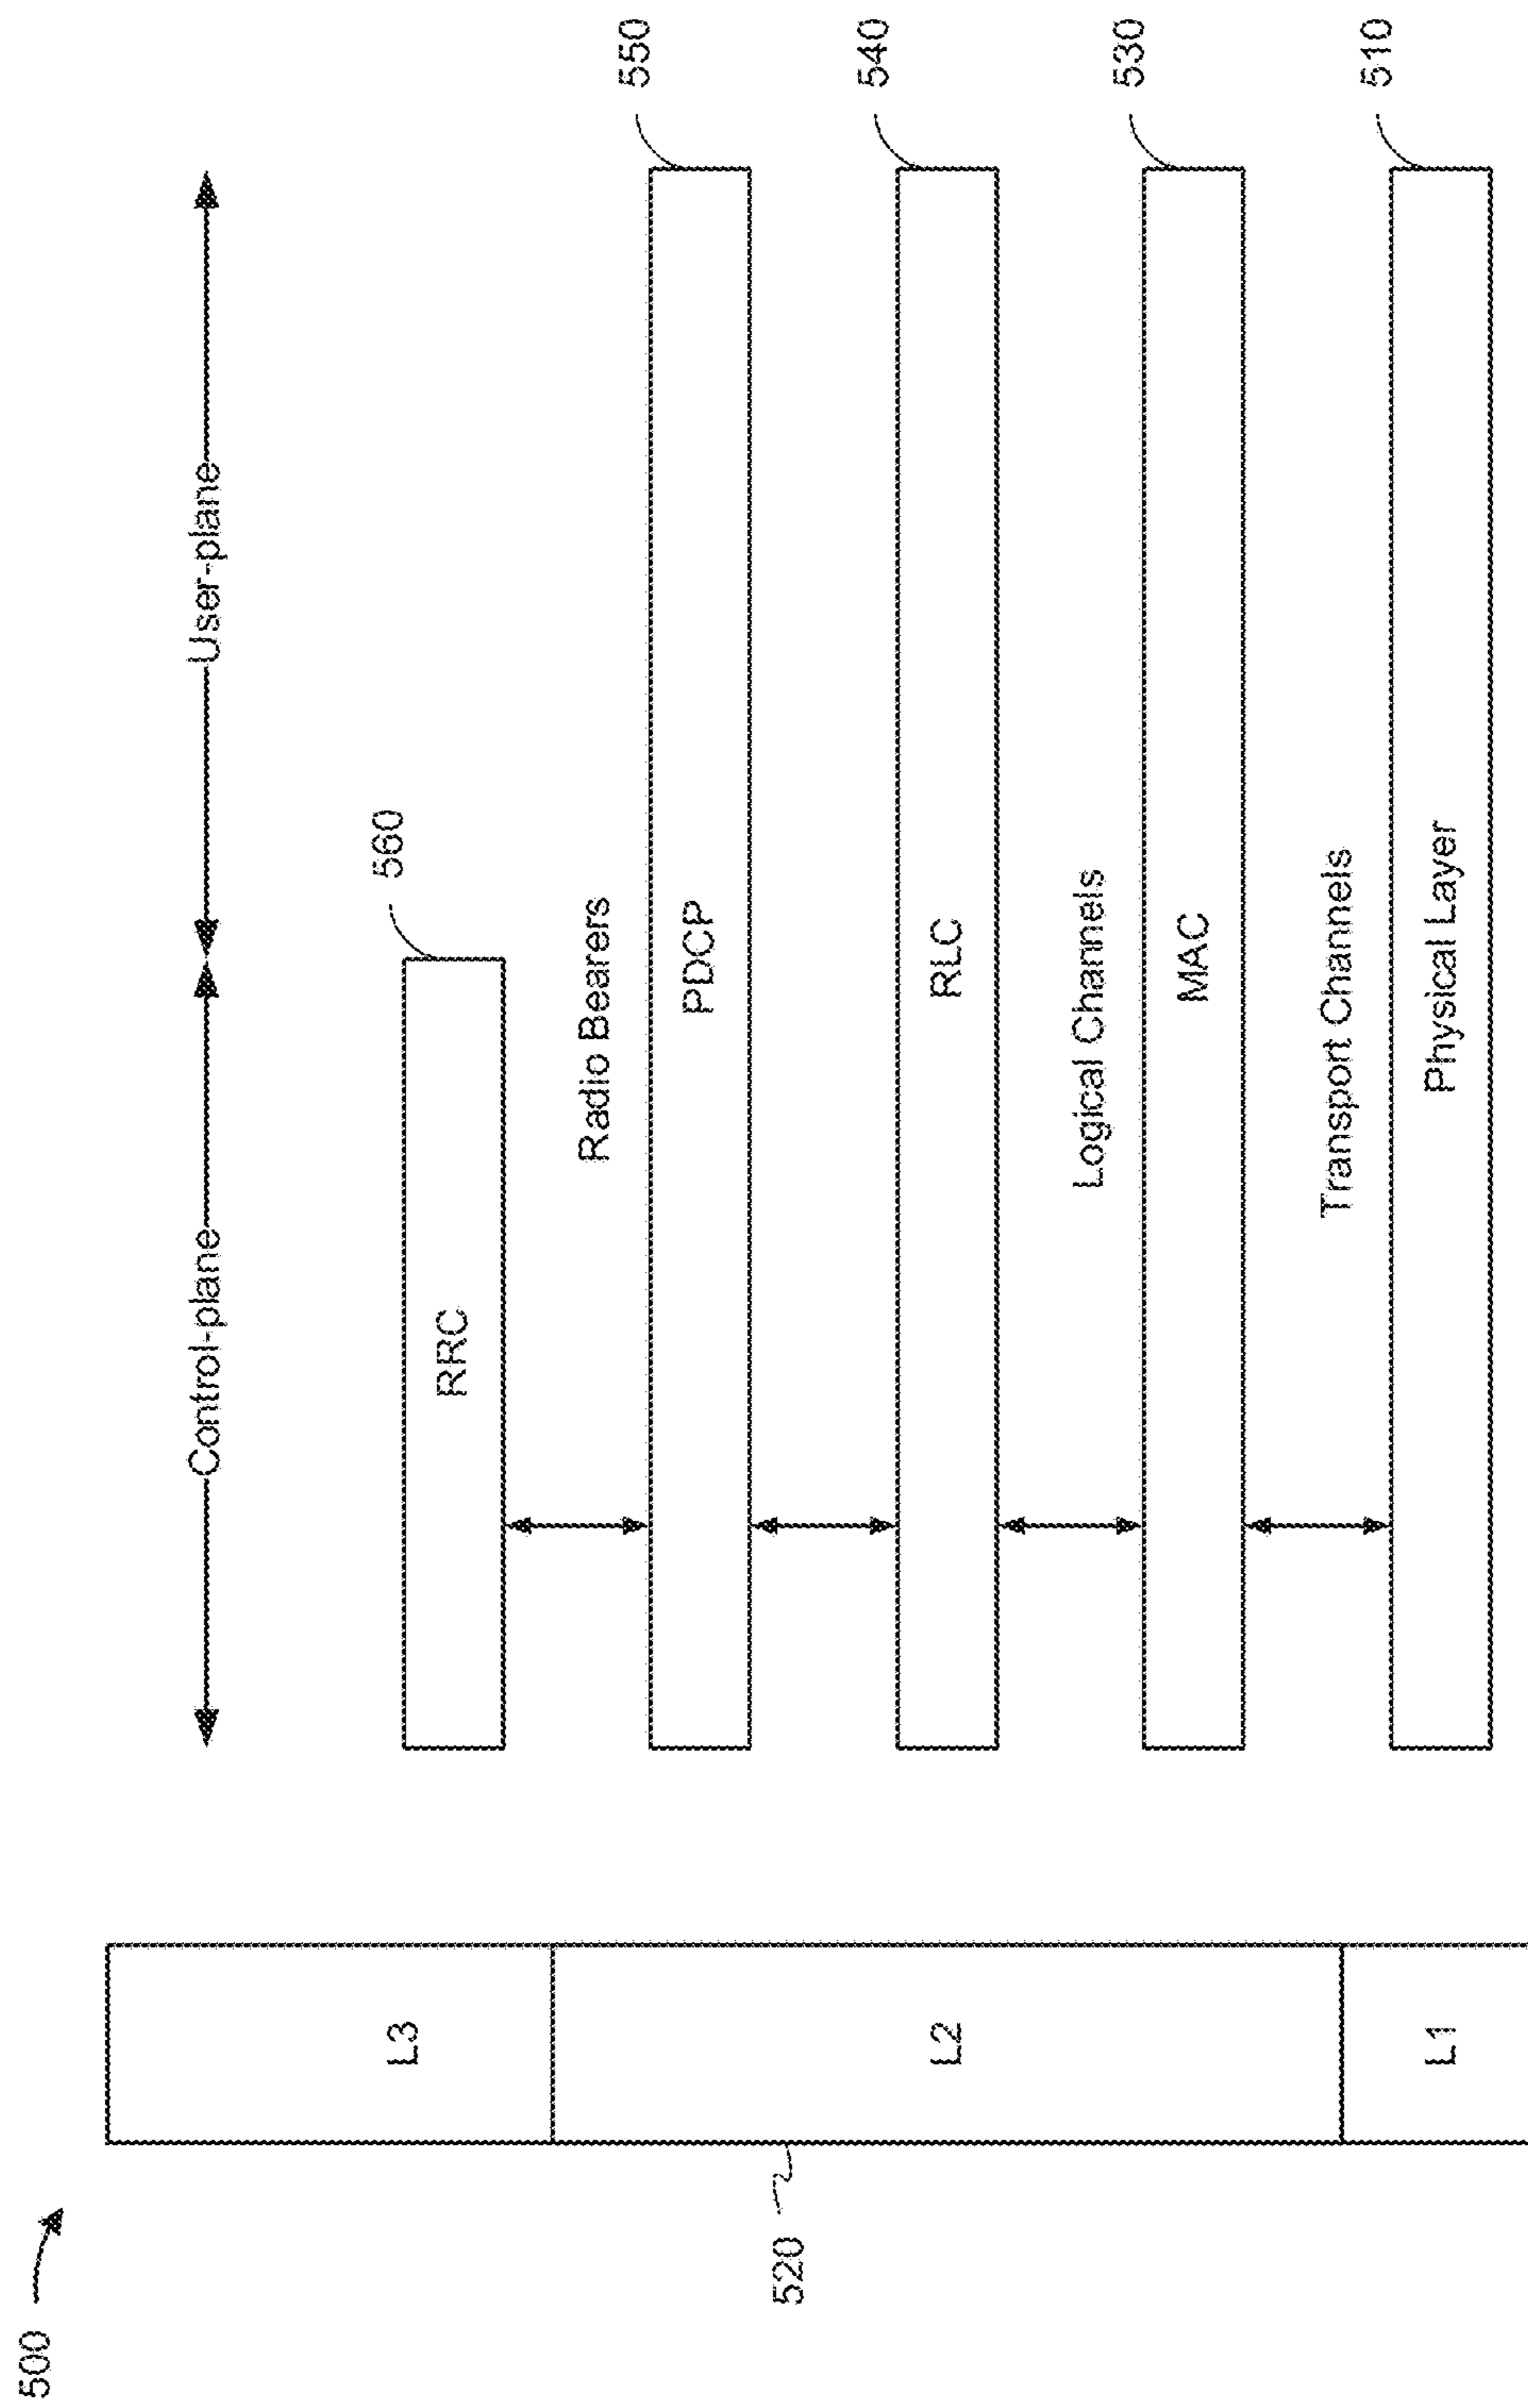 500
Control-plane
User-plane
L3
RRC
560
Radio Bearers
PDCP
550
520
L2
RLC
540
Logical Channels
MAC
530
Transport Channels
L1
Physical Layer
510